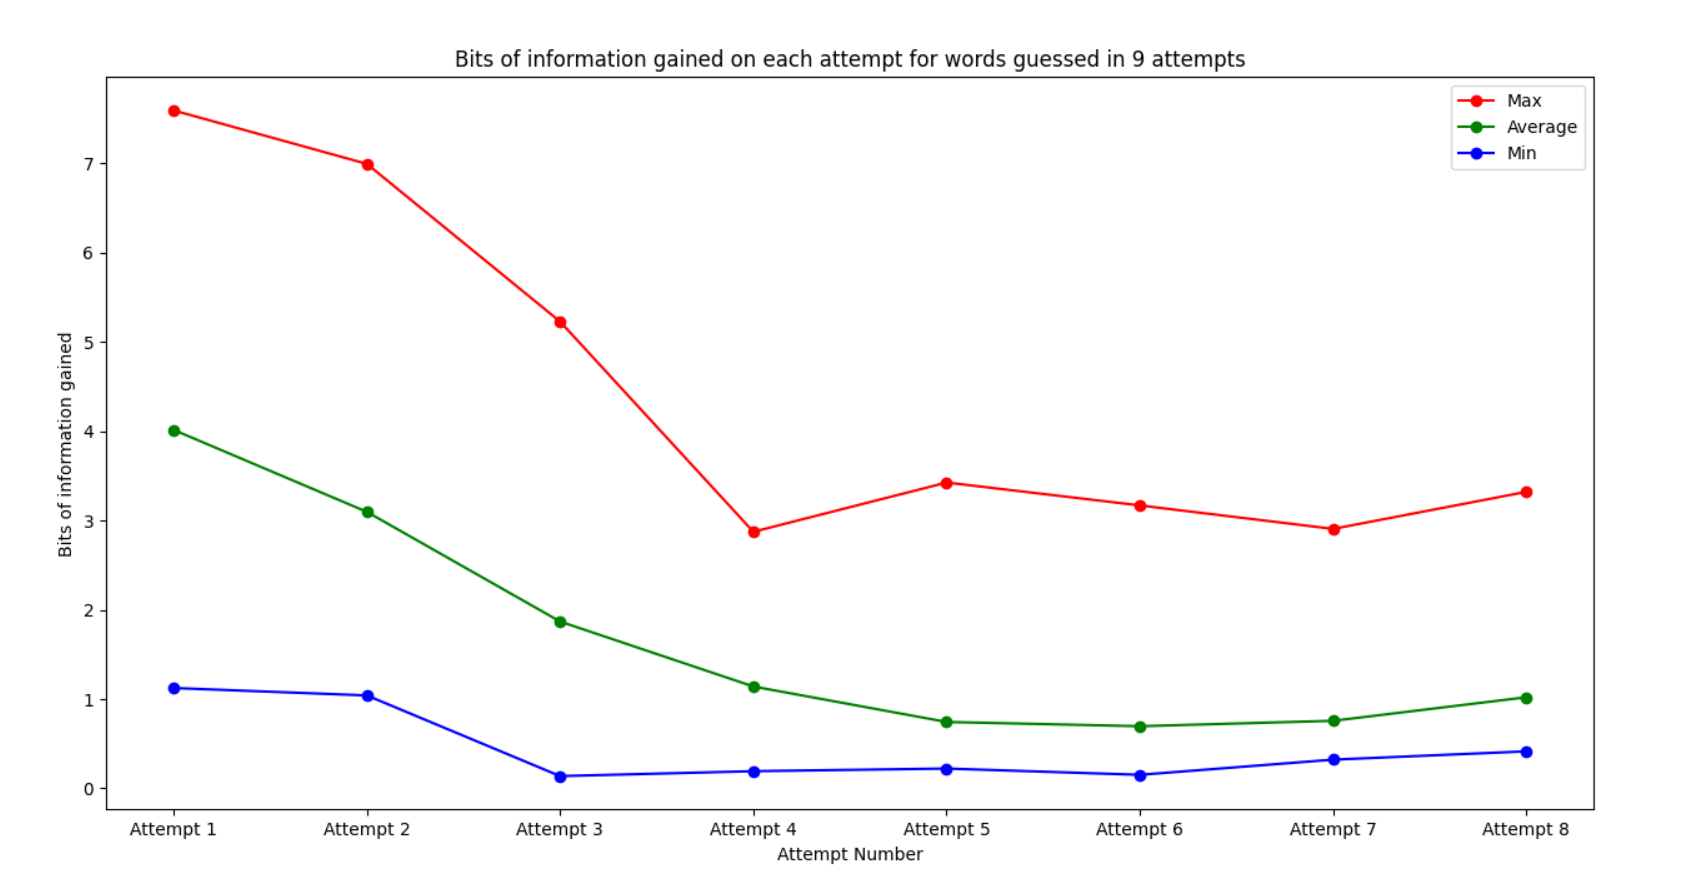 Bits of information gained on each attempt for words guessed in 9 attempts
Max
Average
Min
Bits of information gained
7
6
5
4
3
2
1
0
Attempt 1 Attempt 2 Attempt 3 Attempt 4 Attempt 5 Attempt 6 Attempt 7 Attempt 8
Attempt Number